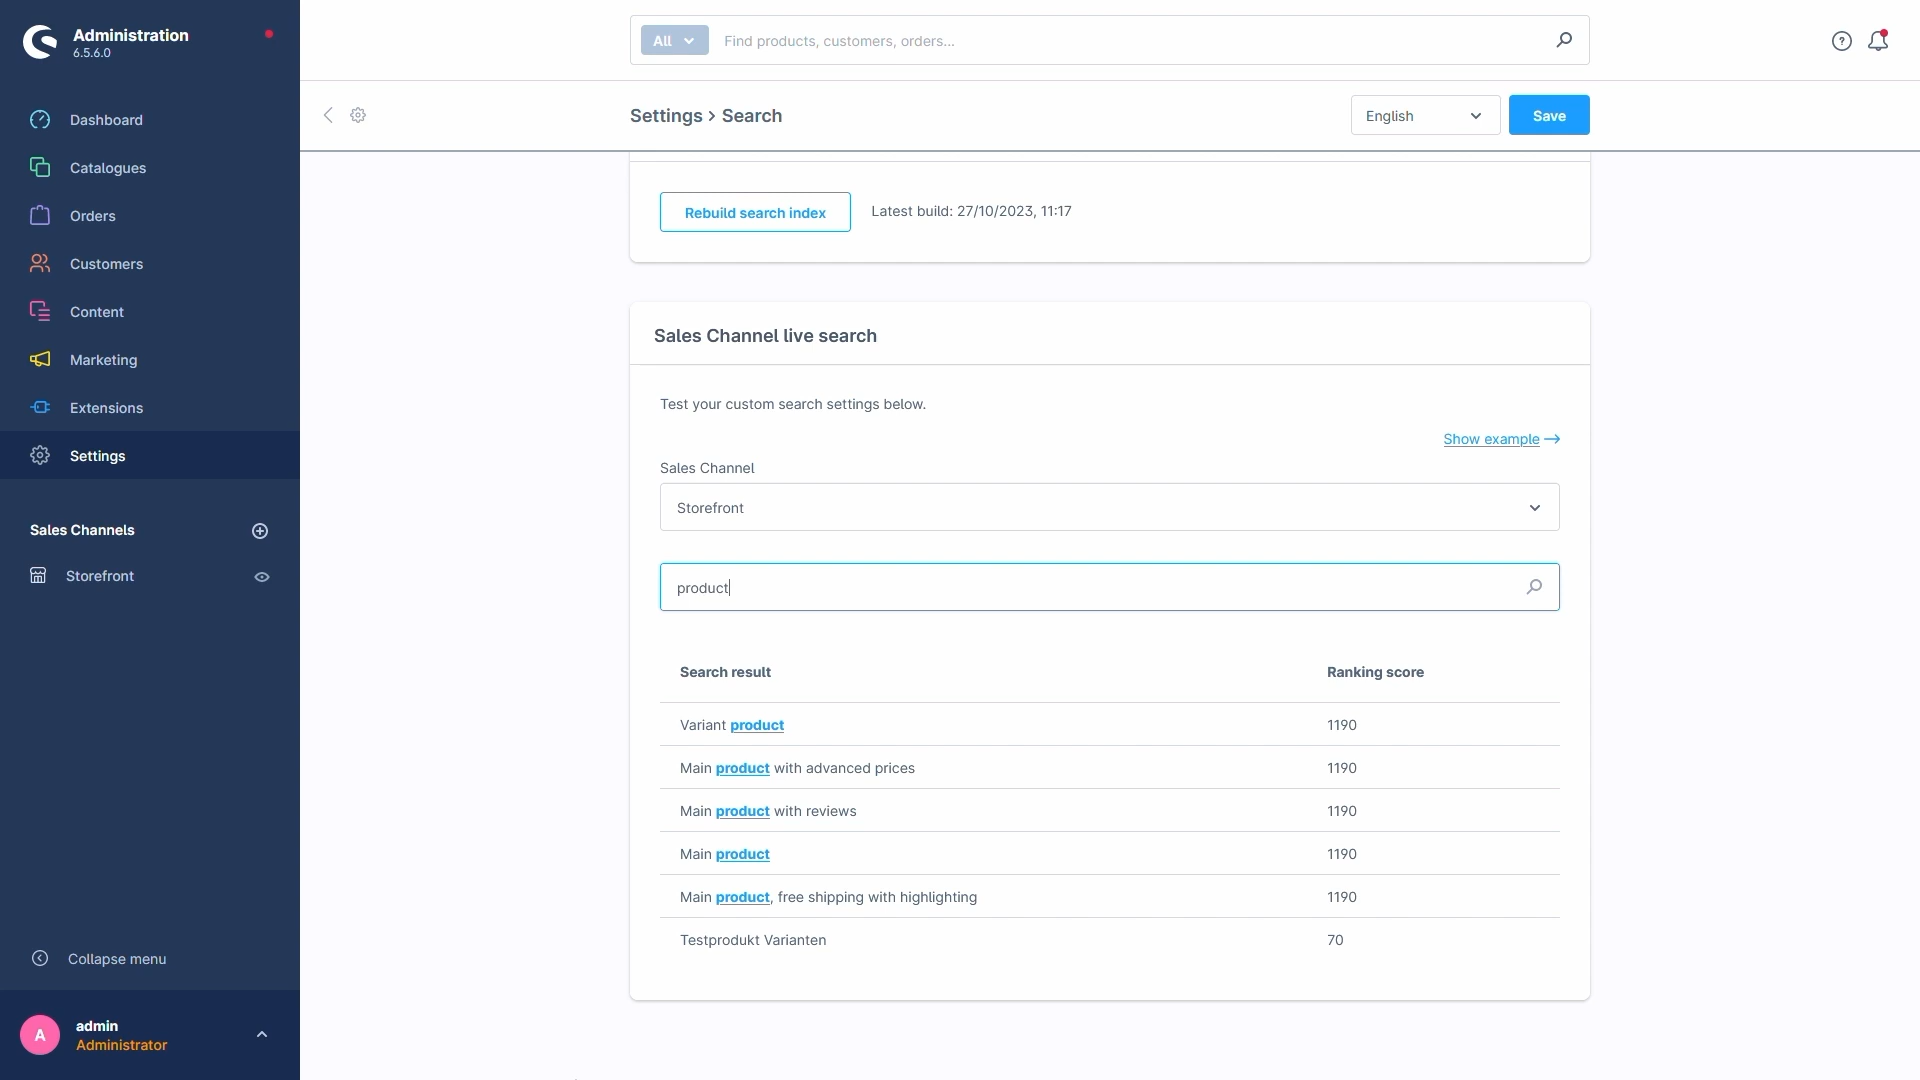 Administration
6.5.6.0
Dashboard
Catalogues
Orders
Customers
Content
Marketing
Extensions
Settings
Sales Channels
Storefront
Collapse menu
A
admin
Administrator
All
Find products, customers, orders...
Settings > Search
English
Save
Rebuild search index
Latest build: 27/10/2023, 11:17
Sales Channel live search
Test your custom search settings below.
Show example
Sales Channel
Storefront
product
Search result Ranking score
Variant product 1190
Main product with advanced prices 1190
Main product with reviews 1190
Main product 1190
Main product, free shipping with highlighting 1190
Testprodukt Varianten 70